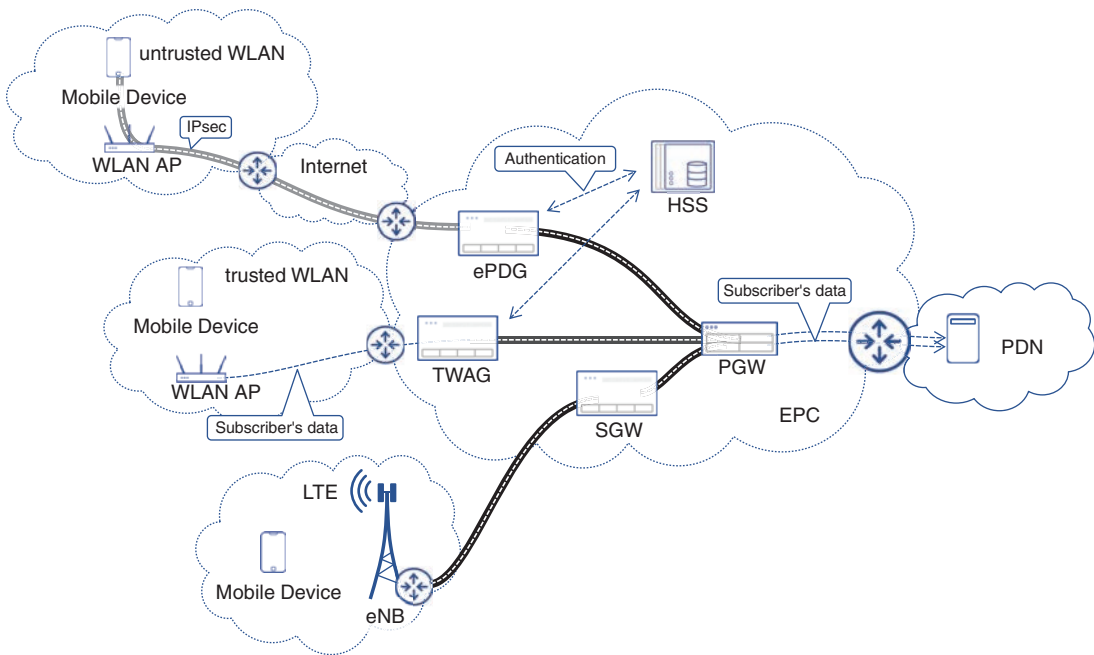 untrusted WLAN
Mobile Device
IPsec
WLAN AP
Internet
Authentication
HSS
ePDG
trusted WLAN
Mobile Device
Subscriber's data
WLAN AP
TWAG
PGW
PDN
Subscriber's data
SGW
EPC
LTE
Mobile Device
eNB